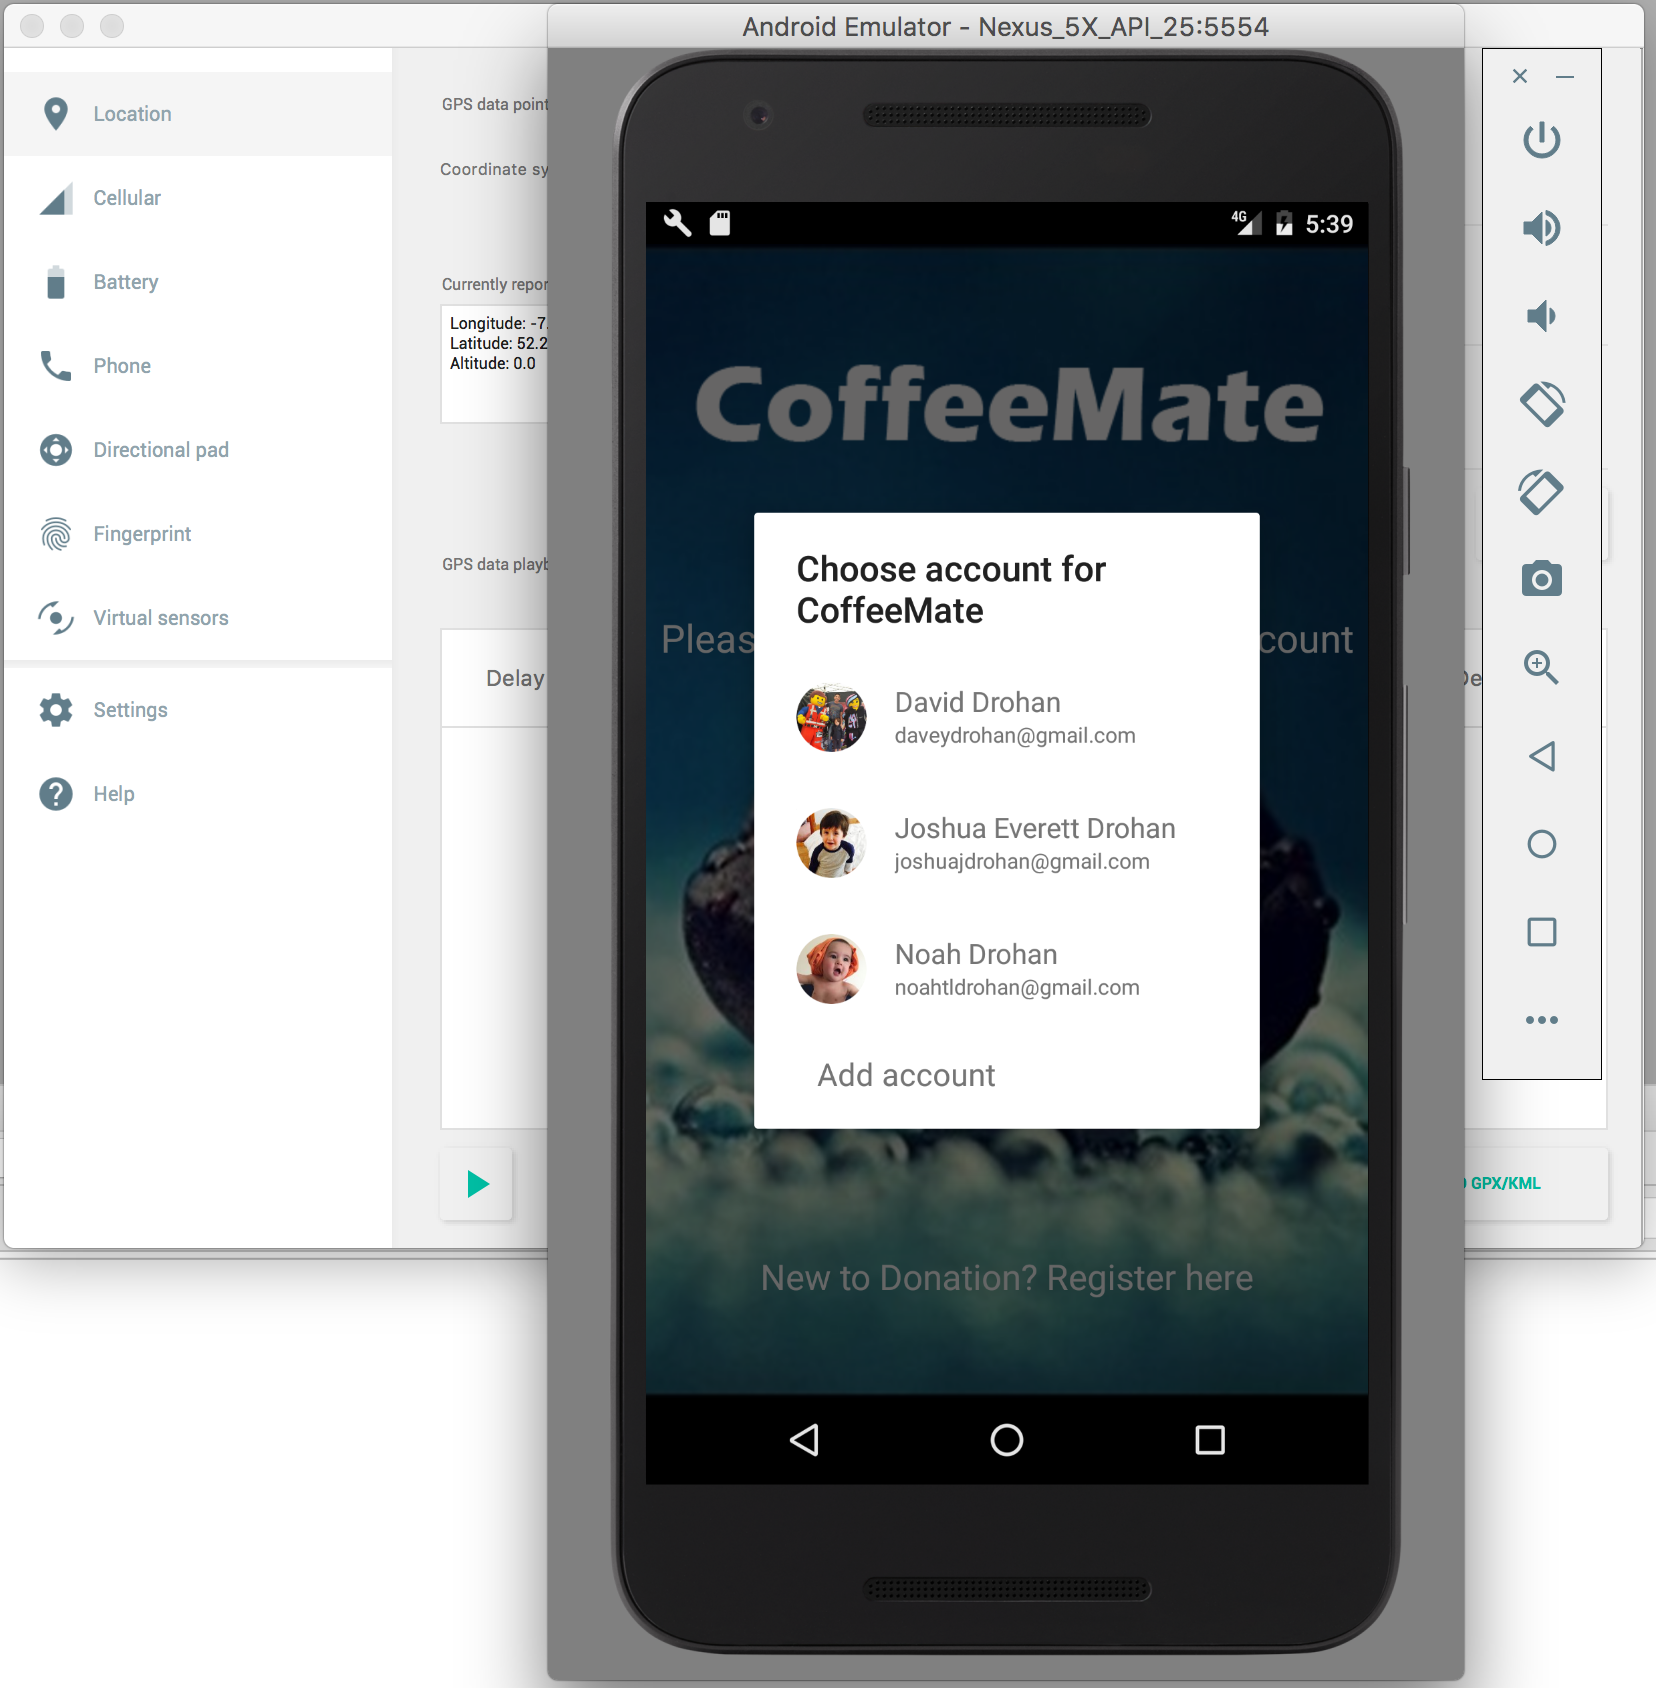 Android Emulator - Nexus_5X_API_25:5554
Location
Cellular
Battery
Phone
Directional pad
Fingerprint
Virtual sensors
Settings
Help
GPS data point
Coordinate sy
Currently repor
Longitude: -7.
Latitude: 52.2
Altitude: 0.0
GPS data playb
Delay
De
GPX/KML
4G 5:39
CoffeeMate
Pleas
count
Choose account for
CoffeeMate
David Drohan
daveydrohan@gmail.com
Joshua Everett Drohan
joshuajdrohan@gmail.com
Noah Drohan
noahtldrohan@gmail.com
Add account
New to Donation? Register here